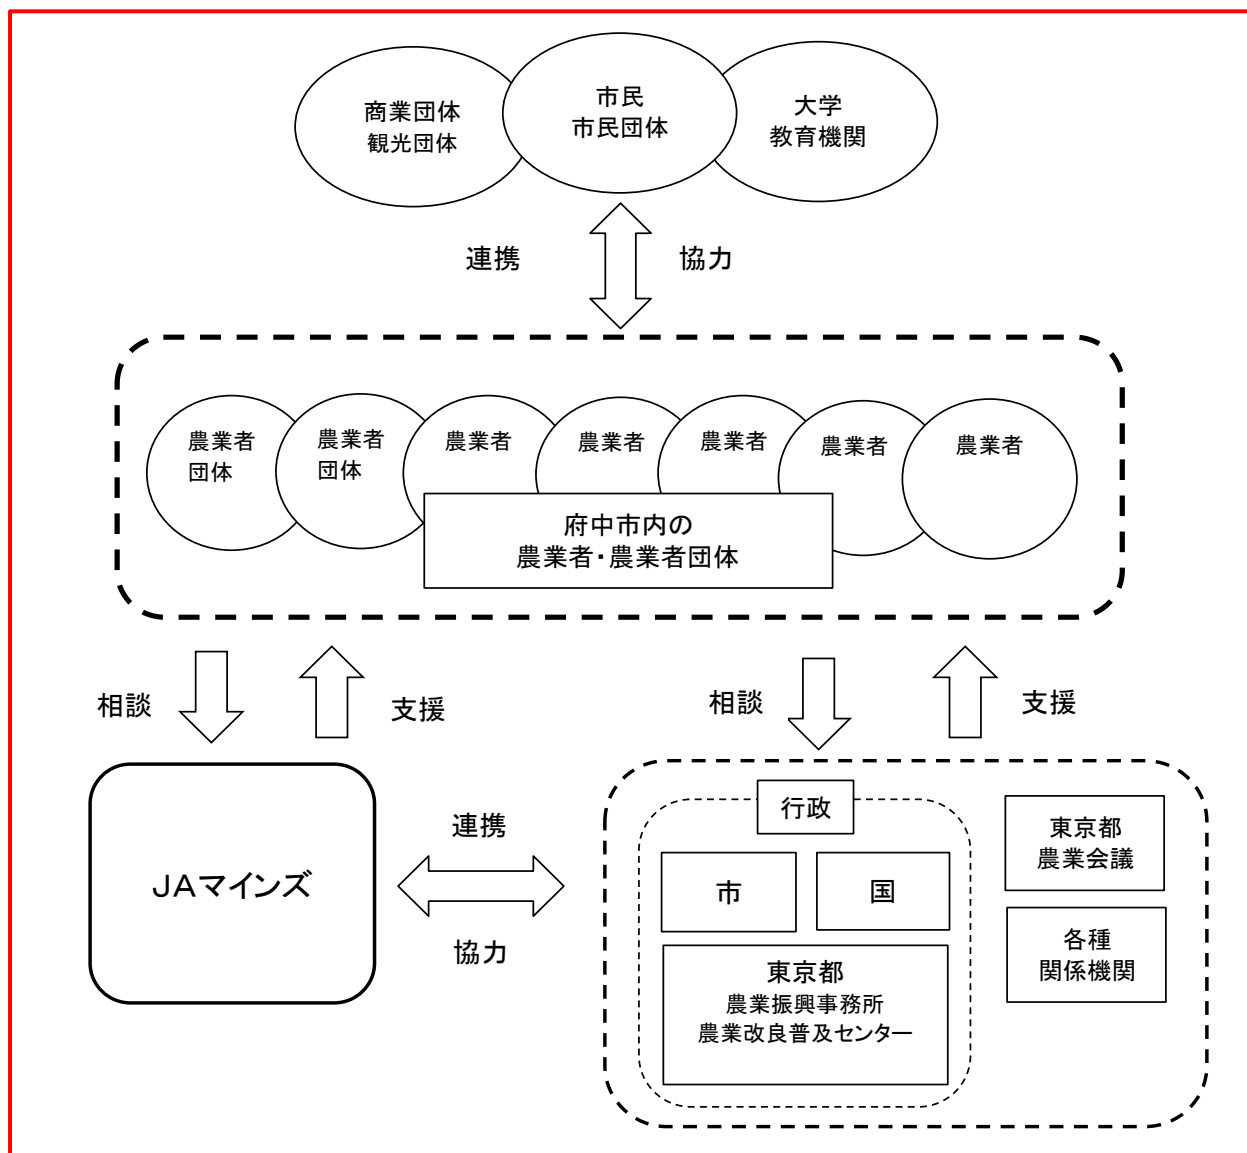 商業団体
観光団体
市民
市民団体
大学
教育機関
連携
協力
農業者
団体
農業者
団体
農業者
農業者
農業者
農業者
農業者
府中市内の
農業者・農業者団体
相談
支援
相談
支援
JAマインズ
連携
協力
行政
市
国
東京都
農業振興事務所
農業改良普及センター
東京都
農業会議
各種
関係機関